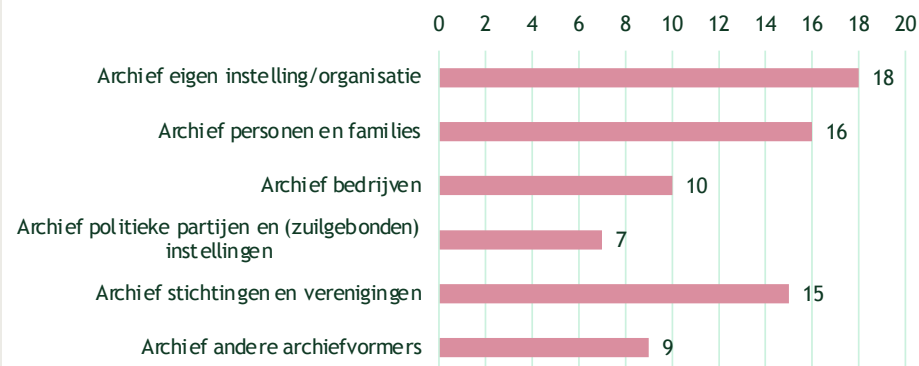 0 2 4 6 8 10 12 14 16 18 20
Archief eigen instelling/organisatie 18
Archief personen en families 16
Archief bedrijven 10
Archief politieke partijen en (zuilgebonden)
instellingen 7
Archief stichtingen en verenigingen 15
Archief andere archiefvormers 9